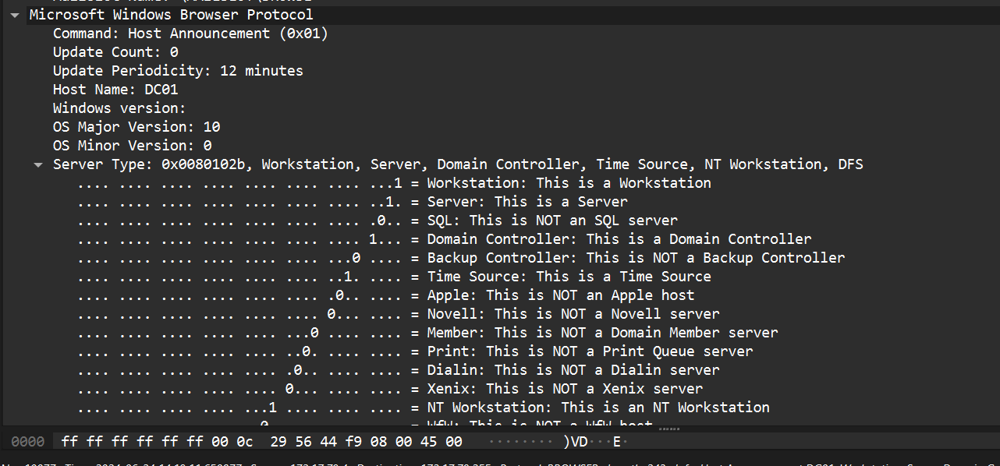 Microsoft Windows Browser Protocol
Command: Host Announcement (0x01)
Update Count: 0
Update Periodicity: 12 minutes
Host Name: DC01
Windows version:
OS Major Version: 10
OS Minor Version: 0
Server Type: 0x0080102b, Workstation, Server, Domain Controller, Time Source, NT Workstation, DFS
.... .... .... .... .... .... .... ...1 = Workstation: This is a Workstation
.... .... .... .... .... .... .... ..1. = Server: This is a Server
.... .... .... .... .... .... .... .0.. = SQL: This is NOT an SQL server
.... .... .... .... .... .... .... 1... = Domain Controller: This is a Domain Controller
.... .... .... .... .... .... ...0 .... = Backup Controller: This is NOT a Backup Controller
.... .... .... .... .... .... ..1. .... = Time Source: This is a Time Source
.... .... .... .... .... .... .0.. .... = Apple: This is NOT an Apple host
.... .... .... .... .... .... 0... .... = Novell: This is NOT a Novell server
.... .... .... .... .... ...0 .... .... = Member: This is NOT a Domain Member server
.... .... .... .... .... ..0. .... .... = Print: This is NOT a Print Queue server
.... .... .... .... .... .0.. .... .... = Dialin: This is NOT a Dialin server
.... .... .... .... .... 0... .... .... = Xenix: This is NOT a Xenix server
.... .... .... .... ...1 .... .... .... = NT Workstation: This is an NT Workstation
= WfW: This is NOT a WfW host
0000 ff ff ff ff ff ff 00 0c 29 56 44 f9 08 00 45 00 ········ )VD···E·